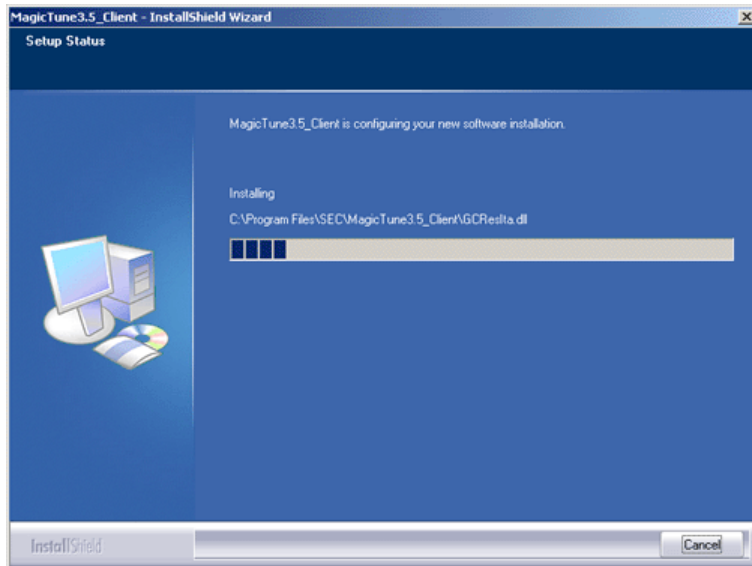 MagicTune3.5_Client - InstallShield Wizard
Setup Status
MagicTune3.5_Client is configuring your new software installation.
Installing
C:\Program Files\SEC\MagicTune3.5_Client\GCResIta.dll
InstallShield
Cancel